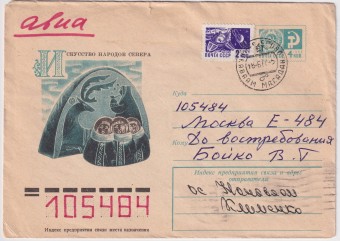 авиа
ИСКУССТВО НАРОДОВ СЕВЕРА
ПОЧТА СССР
Куда
105484
Москва Е-484
До востребования
Кому
Бойко В. Г
Индекс предприятия связи и адрес отправителя
105484
Индекс предприятия связи места назначения